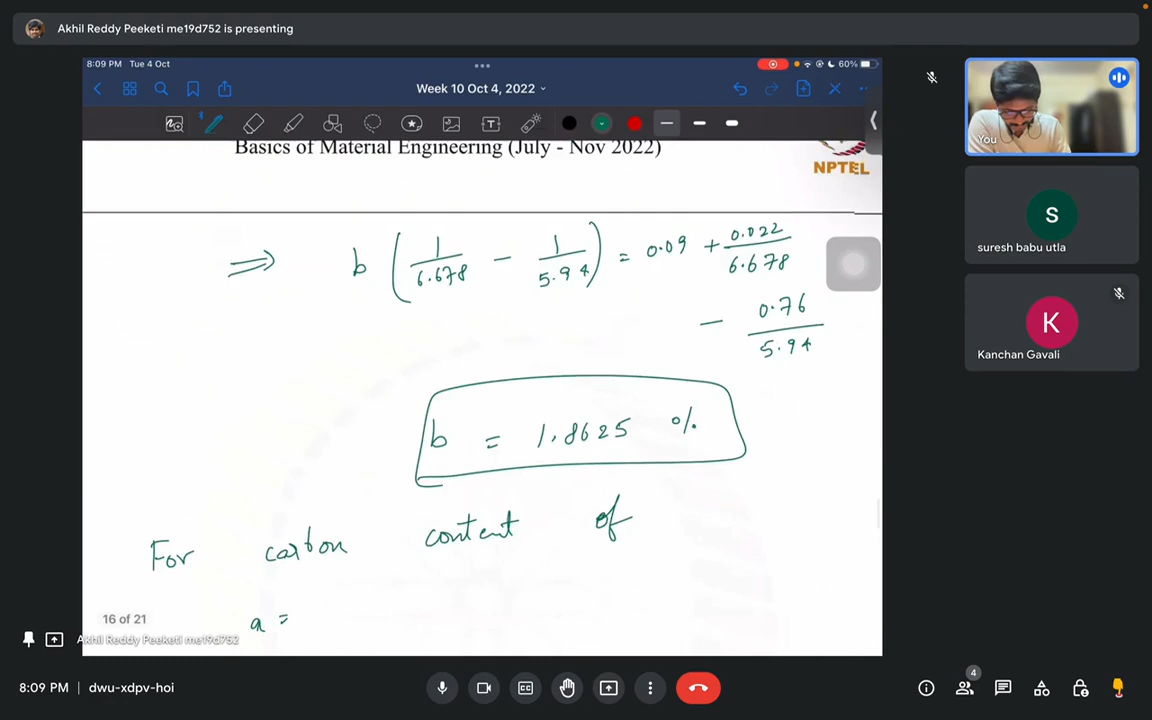 Akhil Reddy Peeketi me19d752 is presenting
8:09 PM Tue 4 Oct
60%
Week 10 Oct 4, 2022
Basics of Material Engineering (July - Nov 2022)
NPTEL
⟹ b ( 1/6.678 − 1/5.94 ) = 0.09 + 0.022/6.678
− 0.76/5.94
b = 1.8625 %
For carbon content of
a =
16 of 21
Akhil Reddy Peeketi me19d752
You
S
suresh babu utla
K
Kanchan Gavali
8:09 PM | dwu-xdpv-hoi
4